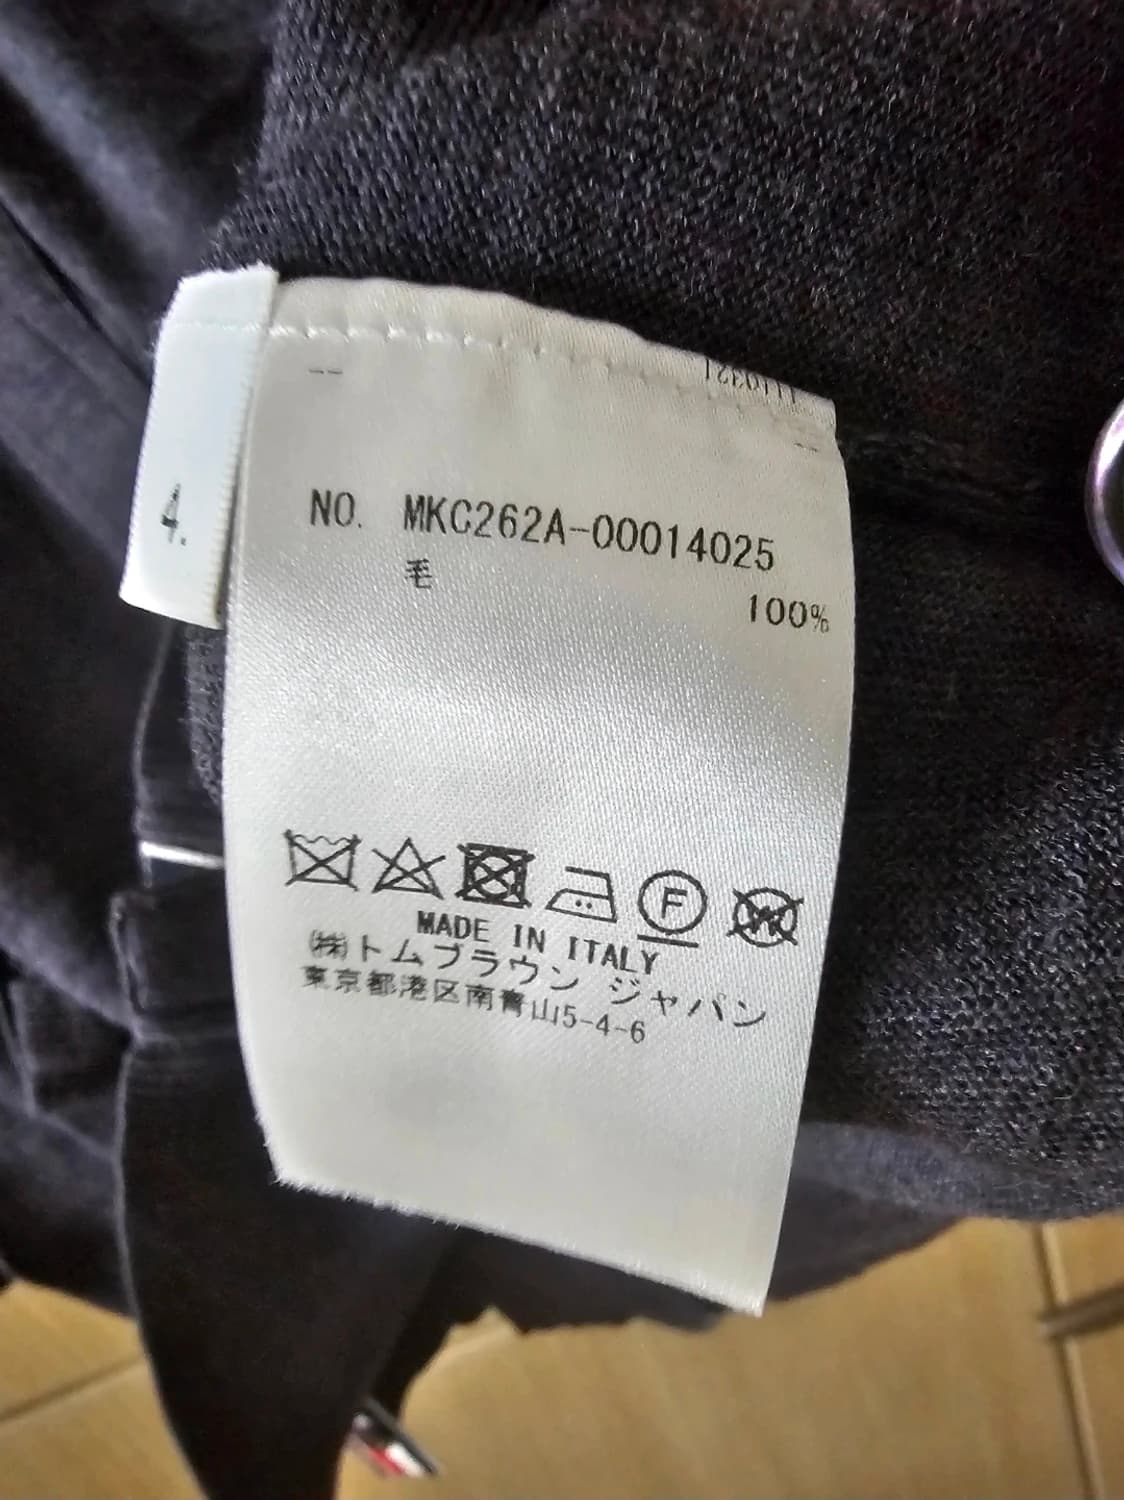 4.
NO. MKC262A-00014025
毛
100%
F
W
MADE IN ITALY
㈱トムブラウン ジャパン
東京都港区南青山5-4-6